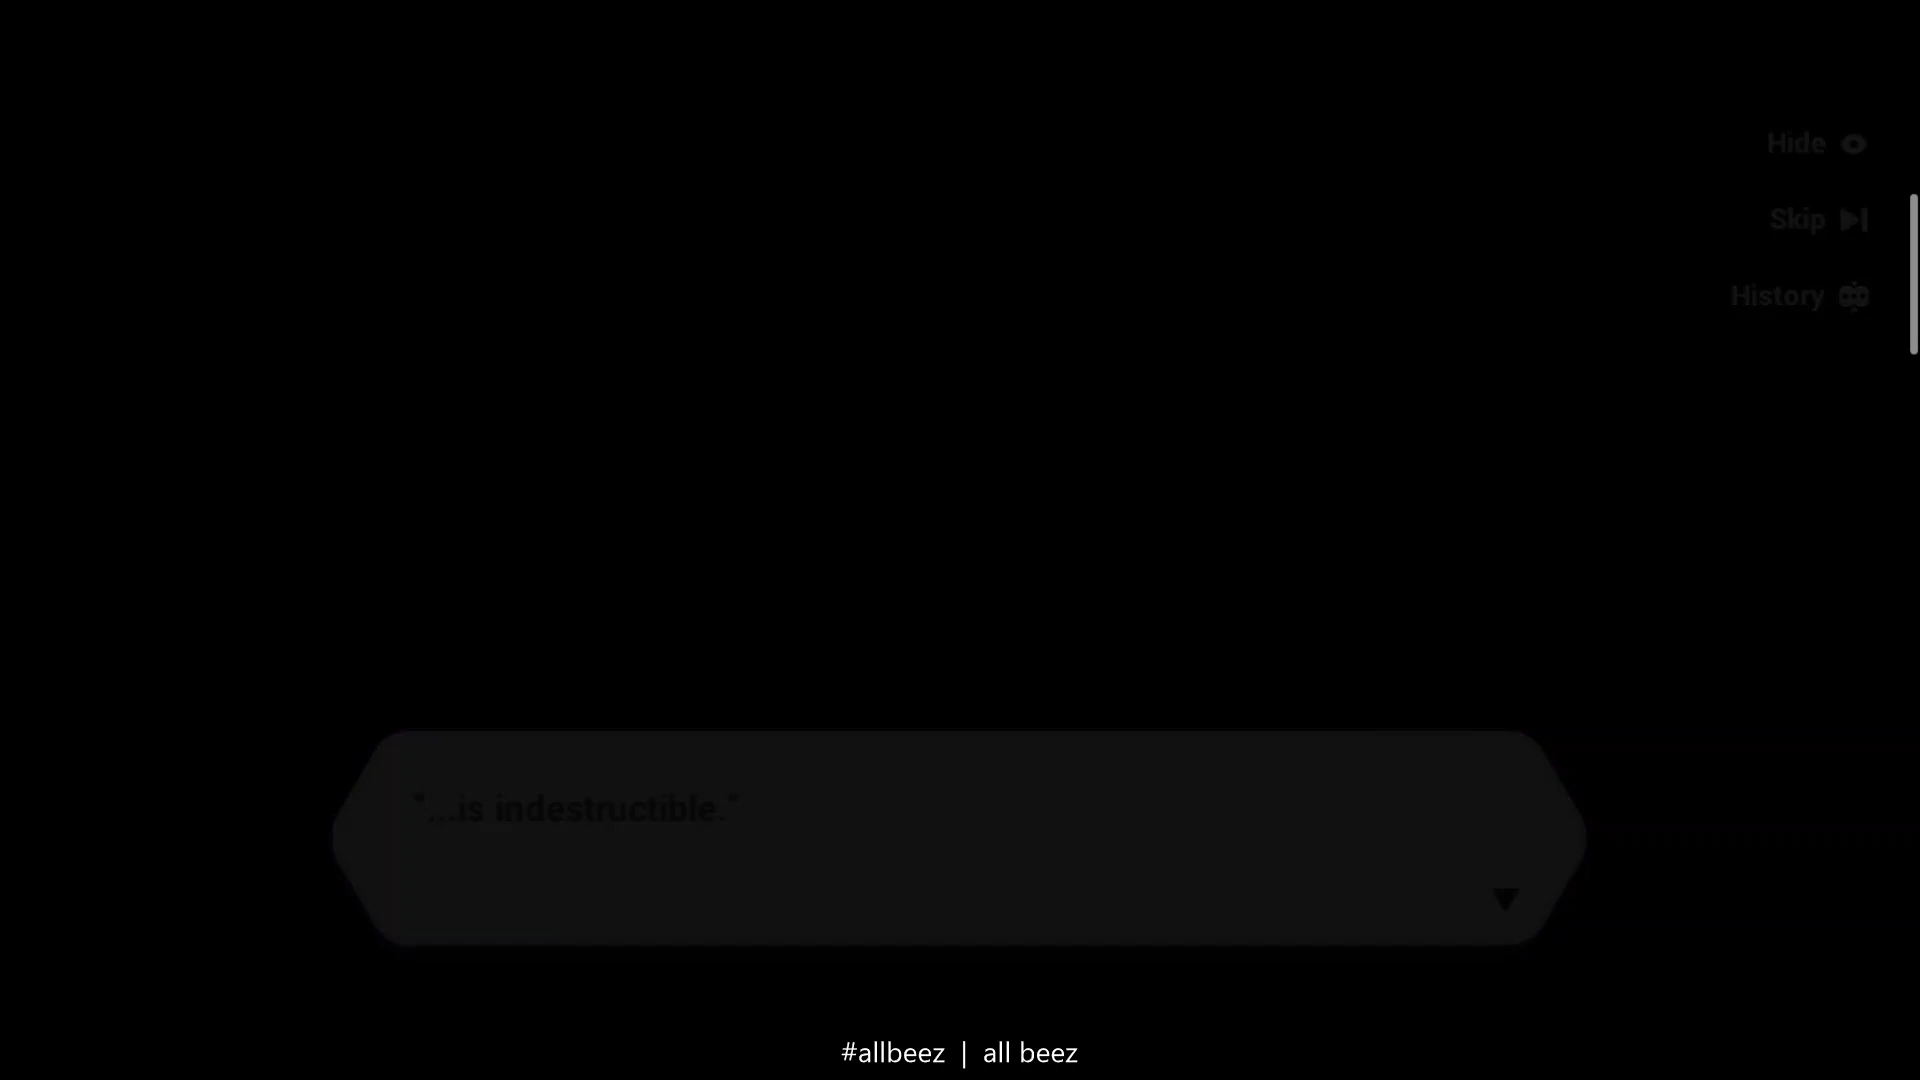 Hide
Skip
History
"...is indestructible."
#allbeez | all beez